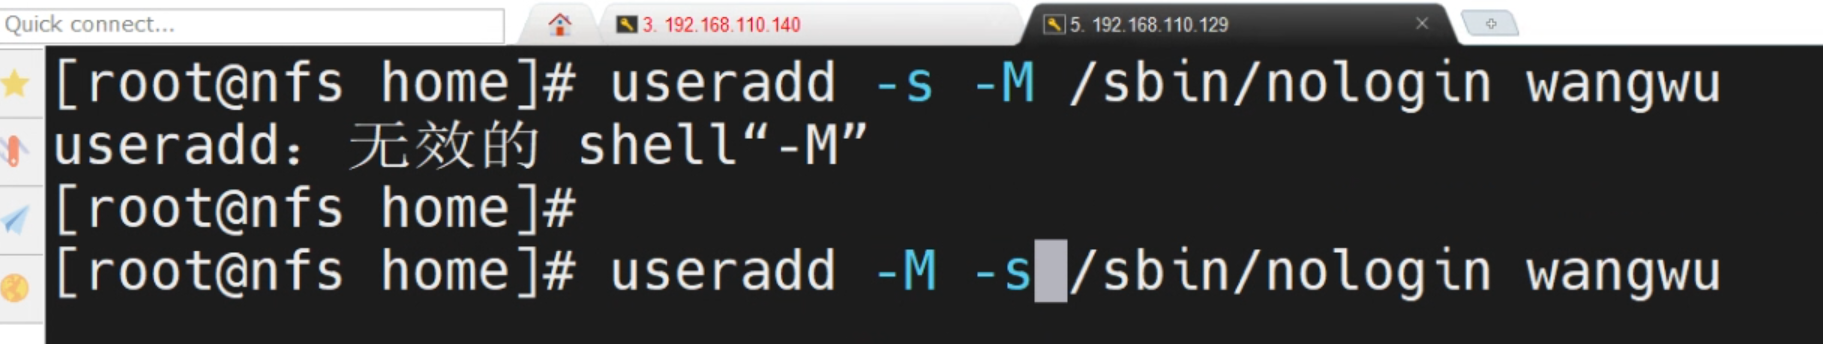 Quick connect...
3. 192.168.110.140
5. 192.168.110.129
[root@nfs home]# useradd -s -M /sbin/nologin wangwu
useradd：无效的 shell“-M”
[root@nfs home]#
[root@nfs home]# useradd -M -s /sbin/nologin wangwu